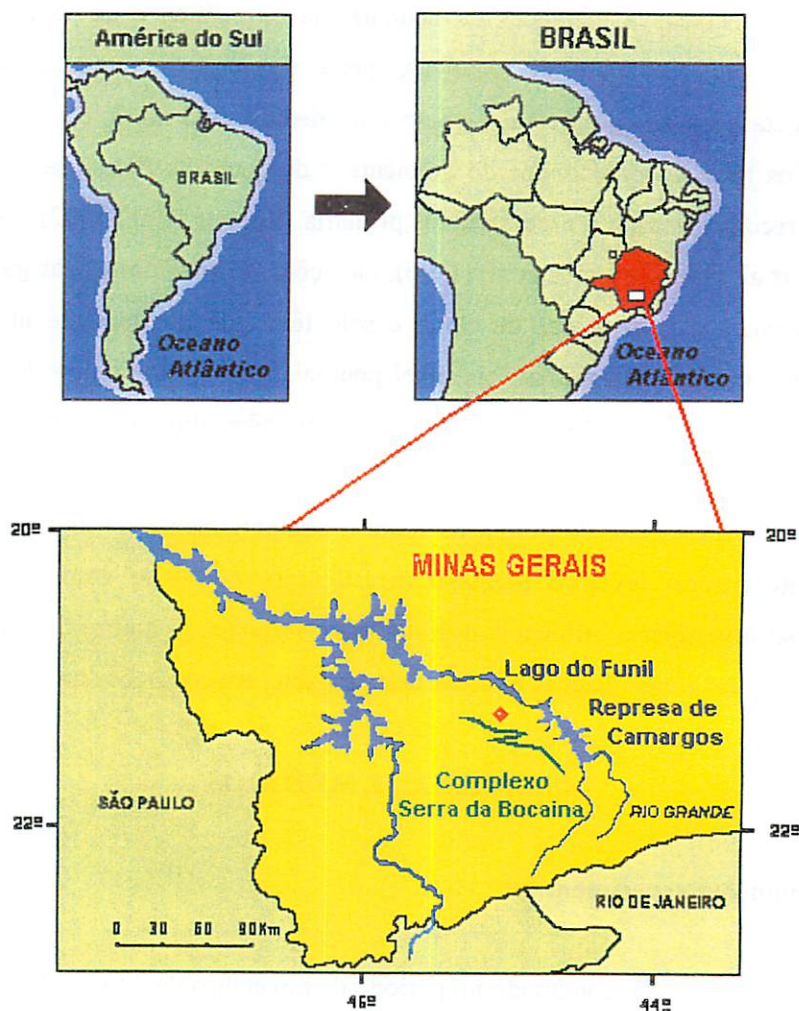 América do Sul
BRASIL
BRASIL
Oceano
Atlântico
Oceano
Atlântico
20º
20º
MINAS GERAIS
Lago do Funil
Represa de
Camargos
Complexo
Serra da Bocaina
SÃO PAULO
RIO GRANDE
22º
22º
RIO DE JANEIRO
0 30 60 90Km
46º
44º